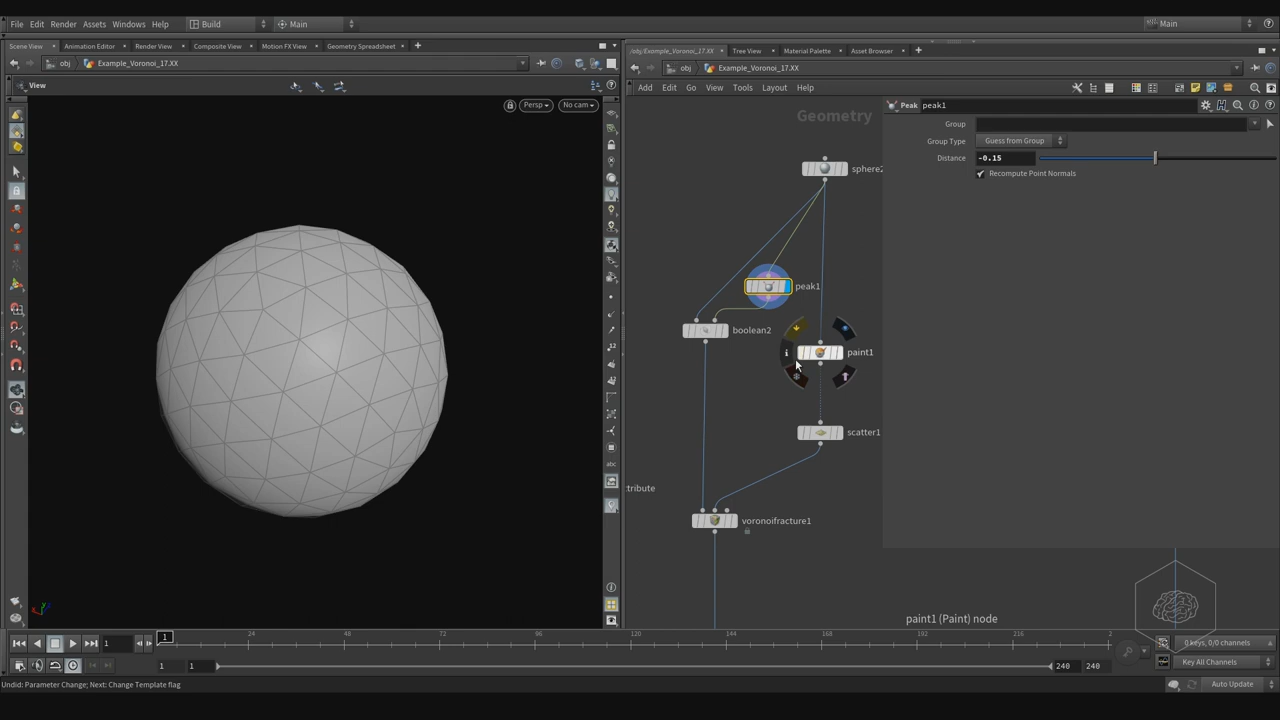 File Edit Render Assets Windows Help Build Main Main
Scene View Animation Editor Render View Composite View Motion FX View Geometry Spreadsheet
/obj/Example_Voronoi_17.XX Tree View Material Palette Asset Browser
obj Example_Voronoi_17.XX
obj Example_Voronoi_17.XX
View
Add Edit Go View Tools Layout Help
Persp No cam
Peak peak1
Geometry
Group
Group Type Guess from Group
Distance -0.15
Recompute Point Normals
sphere2
peak1
boolean2
paint1
scatter1
ttribute
voronoifracture1
abc
paint1 (Paint) node
1 1 24 48 72 96 120 144 168 192 216 2
0 keys, 0/0 channels
1 1 240 240 Key All Channels
Undid: Parameter Change; Next: Change Template flag
Auto Update